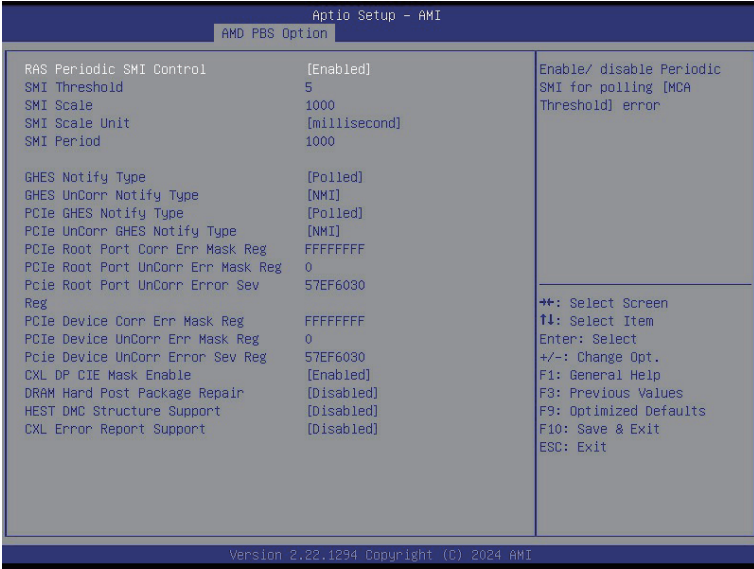 Aptio Setup – AMI
AMD PBS Option
RAS Periodic SMI Control [Enabled]
SMI Threshold 5
SMI Scale 1000
SMI Scale Unit [millisecond]
SMI Period 1000
GHES Notify Type [Polled]
GHES UnCorr Notify Type [NMI]
PCIe GHES Notify Type [Polled]
PCIe UnCorr GHES Notify Type [NMI]
PCIe Root Port Corr Err Mask Reg FFFFFFFF
PCIe Root Port UnCorr Err Mask Reg 0
Pcie Root Port UnCorr Error Sev 57EF6030
Reg
PCIe Device Corr Err Mask Reg FFFFFFFF
PCIe Device UnCorr Err Mask Reg 0
Pcie Device UnCorr Error Sev Reg 57EF6030
CXL DP CIE Mask Enable [Enabled]
DRAM Hard Post Package Repair [Disabled]
HEST DMC Structure Support [Disabled]
CXL Error Report Support [Disabled]
Enable/ disable Periodic
SMI for polling [MCA
Threshold] error
→←: Select Screen
↑↓: Select Item
Enter: Select
+/-: Change Opt.
F1: General Help
F3: Previous Values
F9: Optimized Defaults
F10: Save & Exit
ESC: Exit
Version 2.22.1294 Copyright (C) 2024 AMI